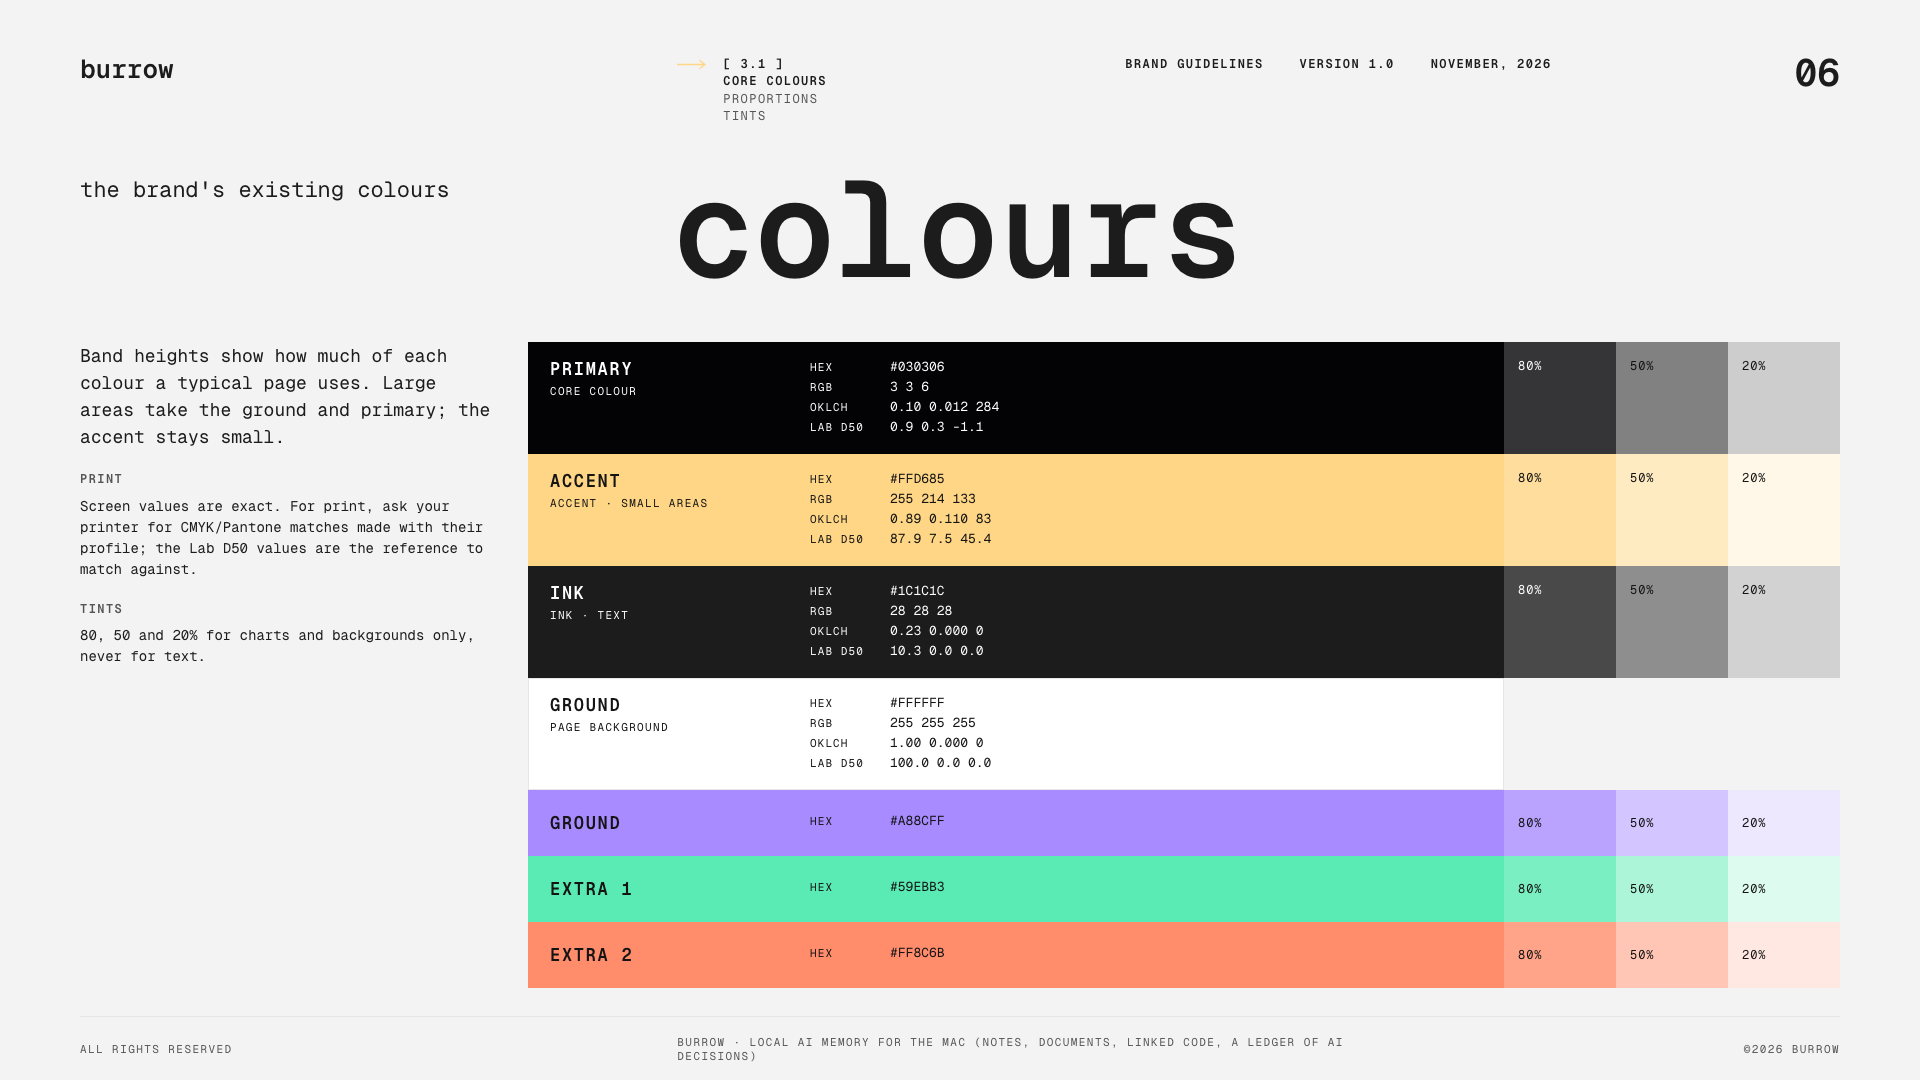 burrow
[ 3.1 ]
CORE COLOURS
PROPORTIONS
TINTS
BRAND GUIDELINES VERSION 1.0 NOVEMBER, 2026
06
the brand's existing colours
colours
Band heights show how much of each
colour a typical page uses. Large
areas take the ground and primary; the
accent stays small.
PRINT
Screen values are exact. For print, ask your
printer for CMYK/Pantone matches made with their
profile; the Lab D50 values are the reference to
match against.
TINTS
80, 50 and 20% for charts and backgrounds only,
never for text.
PRIMARY
CORE COLOUR
HEX #030306
RGB 3 3 6
OKLCH 0.10 0.012 284
LAB D50 0.9 0.3 -1.1
80% 50% 20%
ACCENT
ACCENT · SMALL AREAS
HEX #FFD685
RGB 255 214 133
OKLCH 0.89 0.110 83
LAB D50 87.9 7.5 45.4
80% 50% 20%
INK
INK · TEXT
HEX #1C1C1C
RGB 28 28 28
OKLCH 0.23 0.000 0
LAB D50 10.3 0.0 0.0
80% 50% 20%
GROUND
PAGE BACKGROUND
HEX #FFFFFF
RGB 255 255 255
OKLCH 1.00 0.000 0
LAB D50 100.0 0.0 0.0
GROUND HEX #A88CFF 80% 50% 20%
EXTRA 1 HEX #59EBB3 80% 50% 20%
EXTRA 2 HEX #FF8C6B 80% 50% 20%
ALL RIGHTS RESERVED
BURROW · LOCAL AI MEMORY FOR THE MAC (NOTES, DOCUMENTS, LINKED CODE, A LEDGER OF AI
DECISIONS)
©2026 BURROW